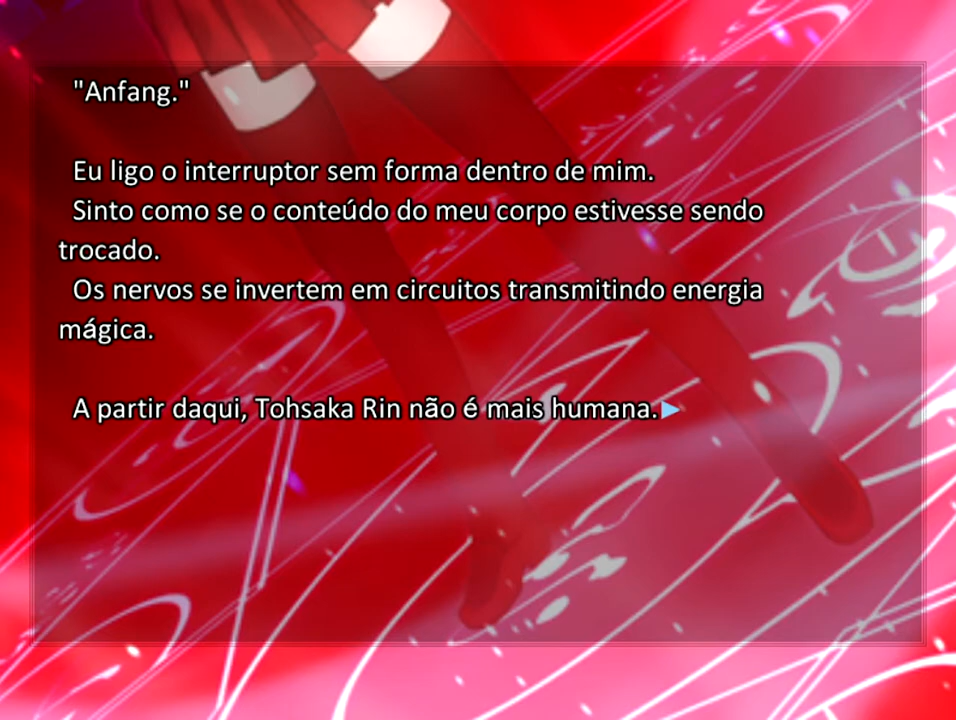 "Anfang."
Eu ligo o interruptor sem forma dentro de mim.
Sinto como se o conteúdo do meu corpo estivesse sendo
trocado.
Os nervos se invertem em circuitos transmitindo energia
mágica.
A partir daqui, Tohsaka Rin não é mais humana.